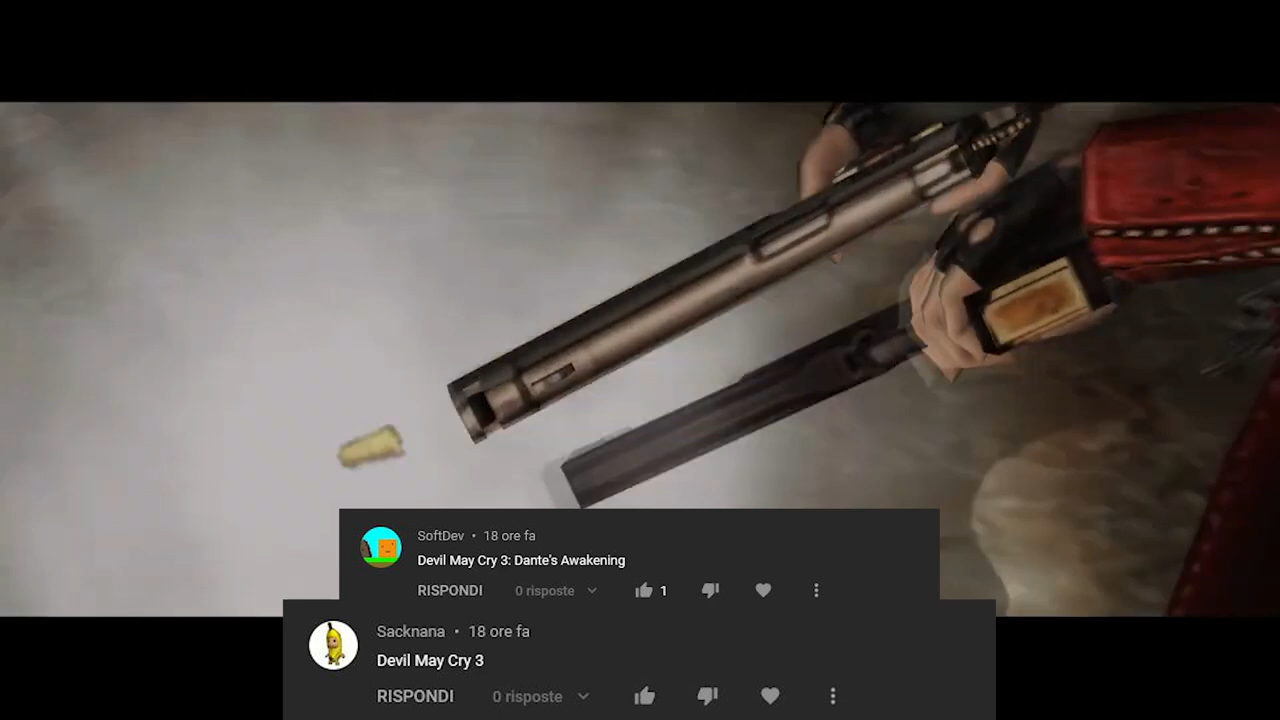 SoftDev • 18 ore fa
Devil May Cry 3: Dante's Awakening
RISPONDI 0 risposte 1
Sacknana • 18 ore fa
Devil May Cry 3
RISPONDI 0 risposte